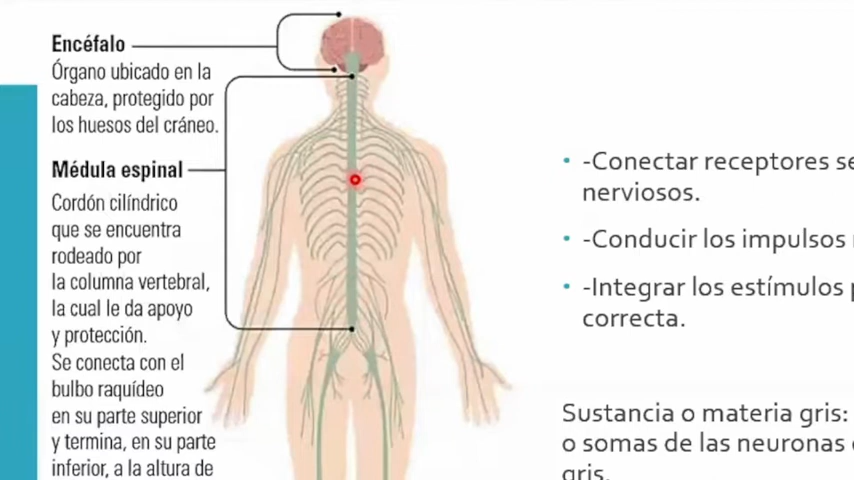 Encéfalo
Órgano ubicado en la
cabeza, protegido por
los huesos del cráneo.
Médula espinal
Cordón cilíndrico
que se encuentra
rodeado por
la columna vertebral,
la cual le da apoyo
y protección.
Se conecta con el
bulbo raquídeo
en su parte superior
y termina, en su parte
inferior, a la altura de
• -Conectar receptores
nerviosos.
• -Conducir los impulsos
• -Integrar los estímulos
correcta.
Sustancia o materia gris:
o somas de las neuronas
gris.